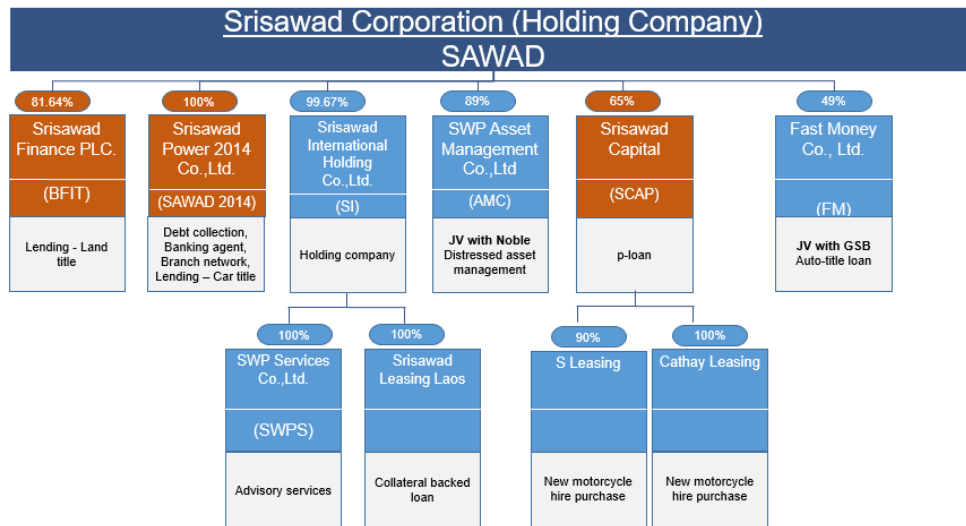 Srisawad Corporation (Holding Company)
SAWAD
81.64%
100%
99.67%
89%
65%
49%
Srisawad
Finance PLC.
(BFIT)
Lending - Land
title
Srisawad
Power 2014
Co.,Ltd.
(SAWAD 2014)
Debt collection,
Banking agent,
Branch network,
Lending – Car title
Srisawad
International
Holding
Co.,Ltd.
(SI)
Holding company
SWP Asset
Management
Co.,Ltd
(AMC)
JV with Noble
Distressed asset
management
Srisawad
Capital
(SCAP)
p-loan
Fast Money
Co., Ltd.
(FM)
JV with GSB
Auto-title loan
100%
100%
90%
100%
SWP Services
Co.,Ltd.
(SWPS)
Advisory services
Srisawad
Leasing Laos
Collateral backed
loan
S Leasing
New motorcycle
hire purchase
Cathay Leasing
New motorcycle
hire purchase